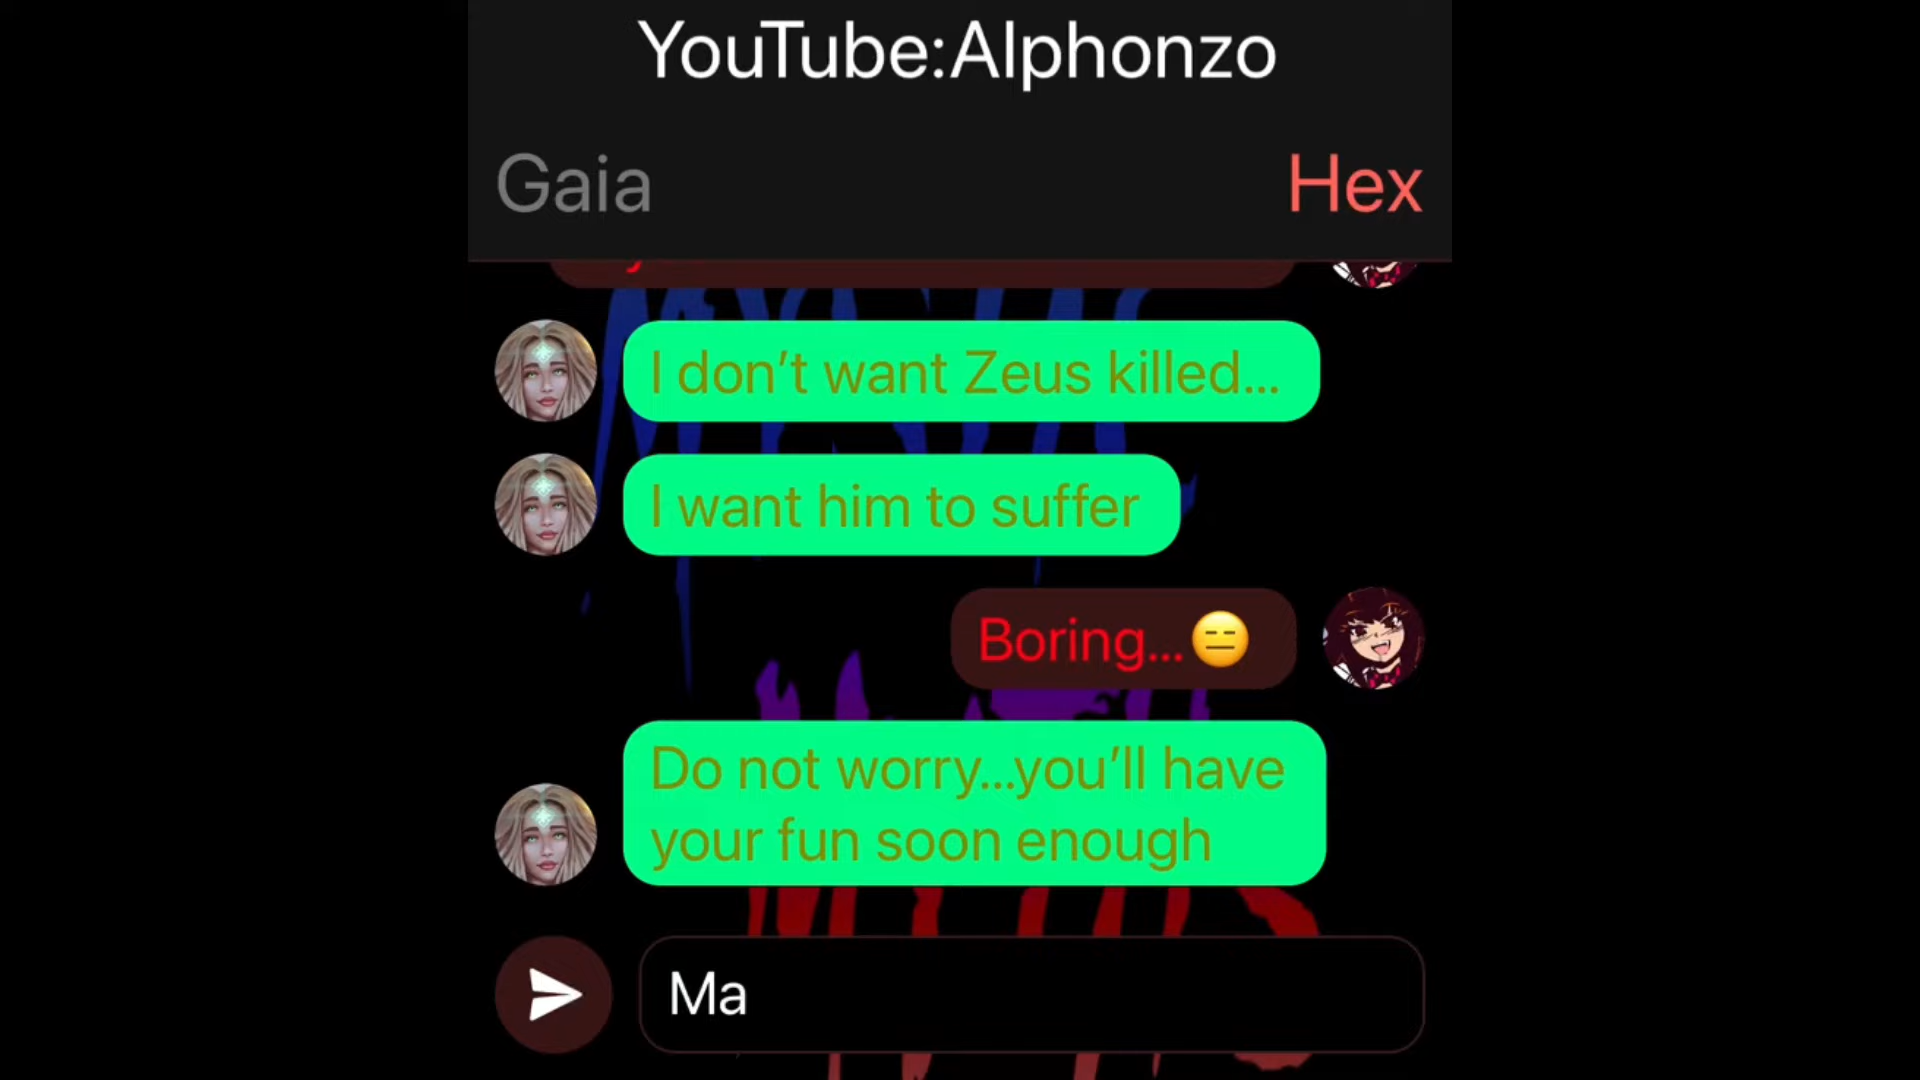 YouTube:Alphonzo
Gaia
Hex
I don’t want Zeus killed...
I want him to suffer
Boring...😑
Do not worry...you’ll have
your fun soon enough
Ma